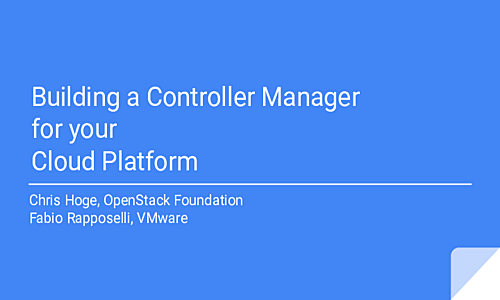 Building a Controller Manager
for your
Cloud Platform
Chris Hoge, OpenStack Foundation
Fabio Rapposelli, VMware